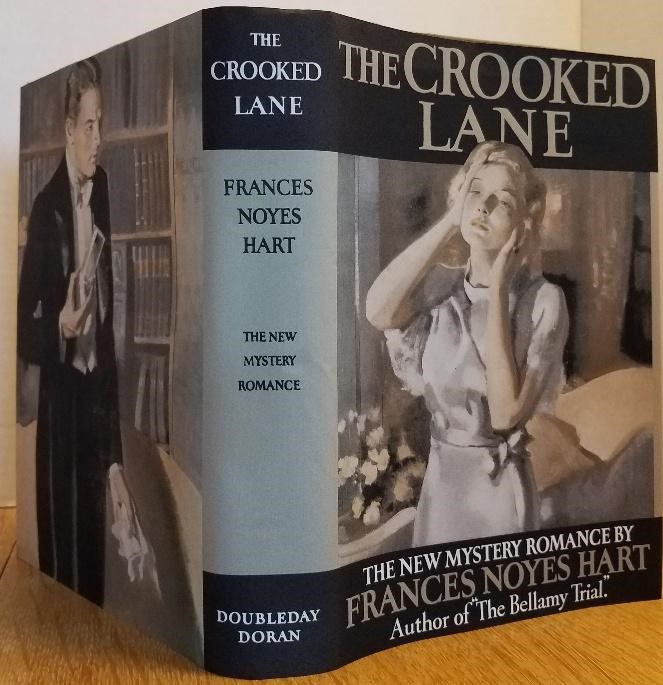 THE
CROOKED
LANE
FRANCES
NOYES
HART
THE NEW
MYSTERY
ROMANCE
DOUBLEDAY
DORAN
THE CROOKED
LANE
THE NEW MYSTERY ROMANCE BY
FRANCES NOYES HART
Author of "The Bellamy Trial."